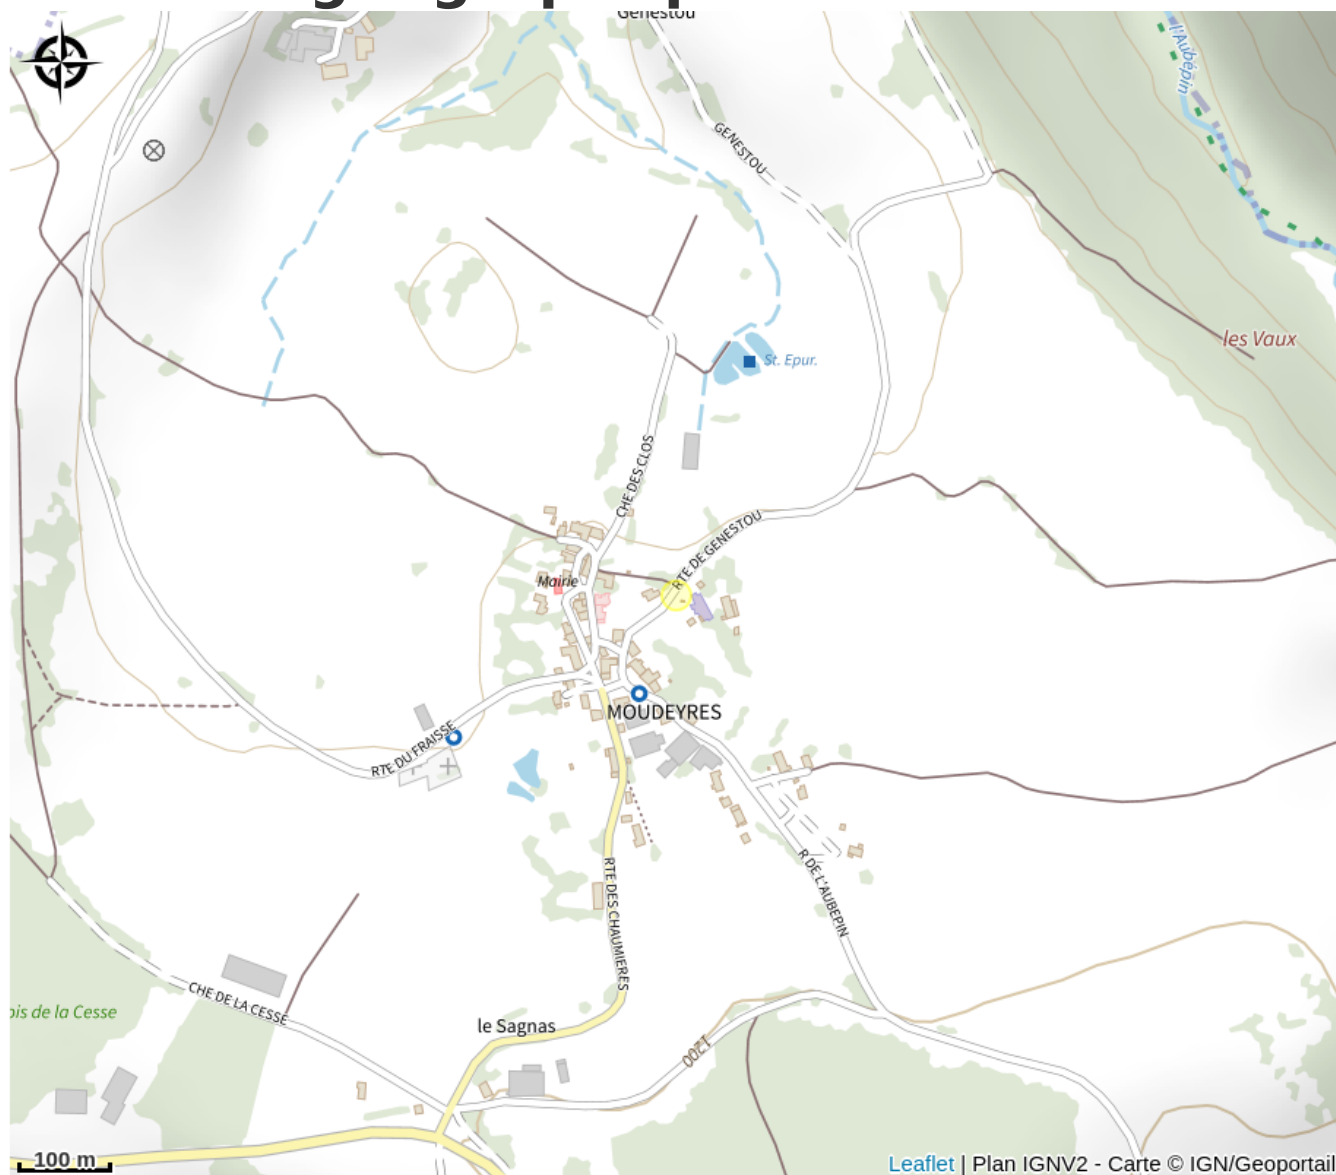 Genestou
l'Aubépin
GENESTOU
les Vaux
St. Epur.
CHE DES CLOS
RTE DE GENESTOU
Mairie
MOUDEYRES
RTE DU FRAISSE
R DE L'AUBEPIN
RTE DES CHAUMIERES
CHE DE LA CESSE
ois de la Cesse
le Sagnas
1200
100 m
Leaflet | Plan IGNV2 - Carte © IGN/Geoportail